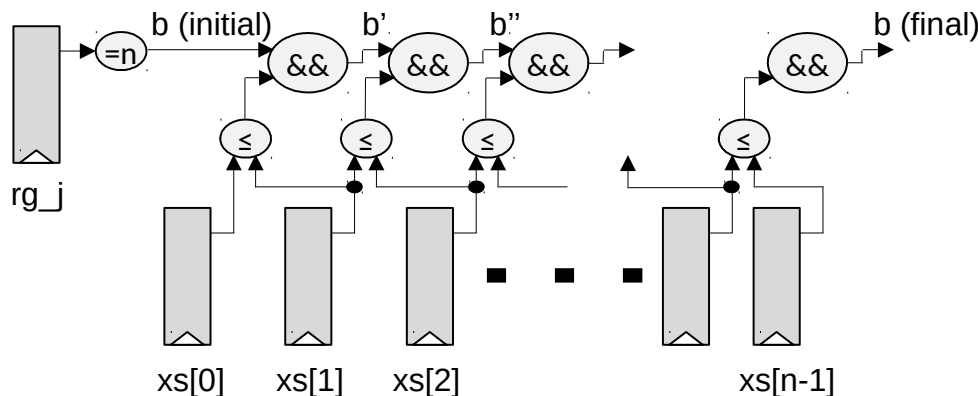 b (initial) b' b'' b (final)
=n && && && &&
≤ ≤ ≤ ≤
rg_j
xs[0] xs[1] xs[2] xs[n-1]